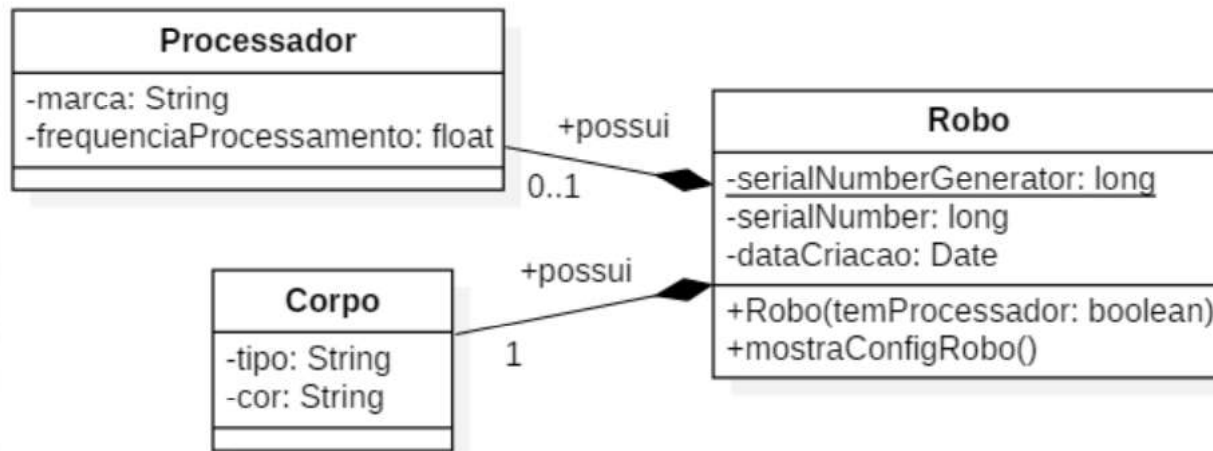 Processador
-marca: String
-frequenciaProcessamento: float
+possui
0..1
Robo
-serialNumberGenerator: long
-serialNumber: long
-dataCriacao: Date
+Robo(temProcessador: boolean)
+mostraConfigRobo()
+possui
1
Corpo
-tipo: String
-cor: String